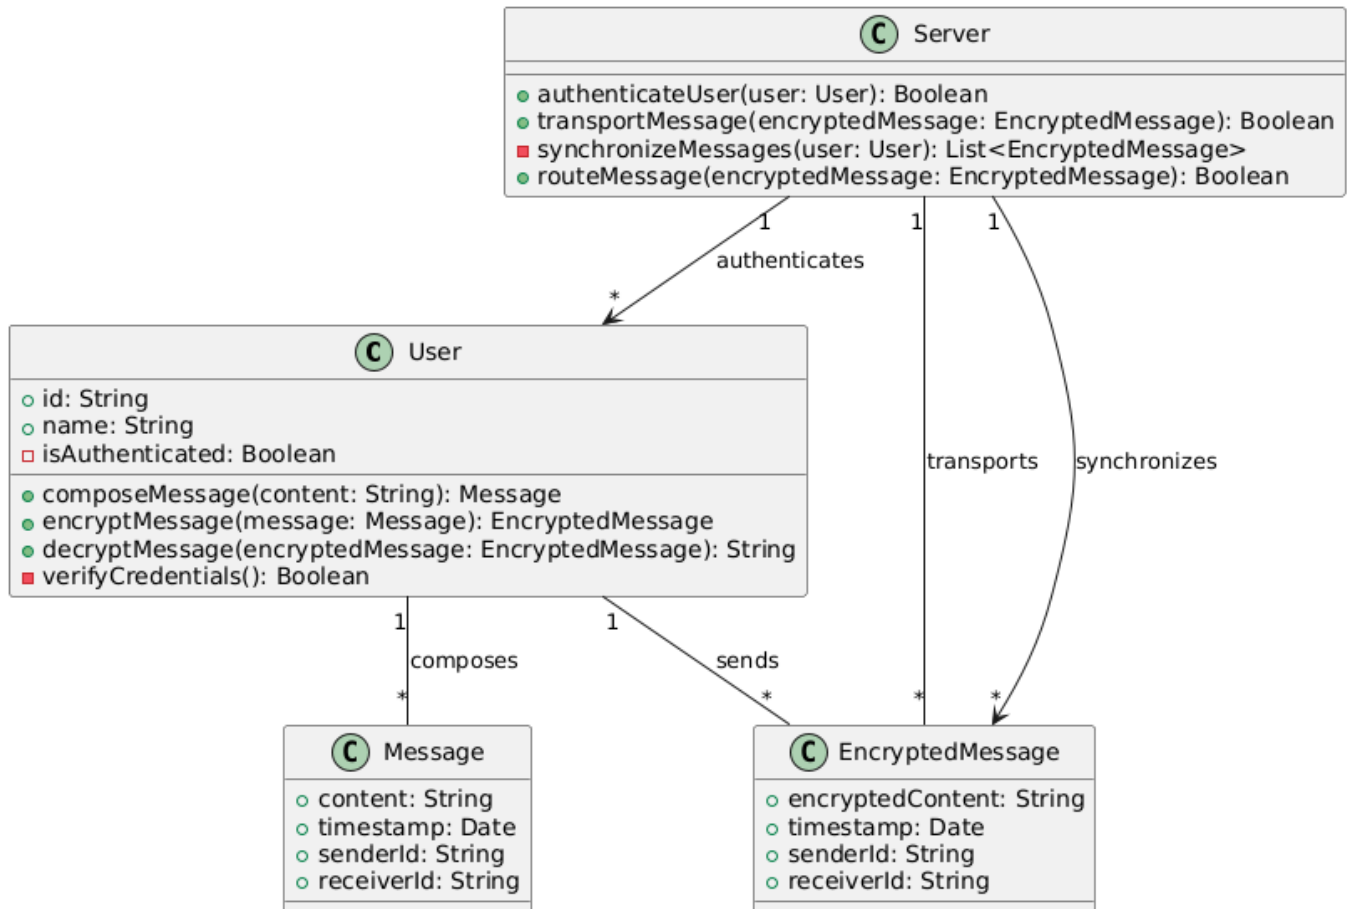 C Server
authenticateUser(user: User): Boolean
transportMessage(encryptedMessage: EncryptedMessage): Boolean
synchronizeMessages(user: User): List<EncryptedMessage>
routeMessage(encryptedMessage: EncryptedMessage): Boolean
1 1 1
authenticates
*
C User
id: String
name: String
isAuthenticated: Boolean
composeMessage(content: String): Message
encryptMessage(message: Message): EncryptedMessage
decryptMessage(encryptedMessage: EncryptedMessage): String
verifyCredentials(): Boolean
transports synchronizes
1 1
composes sends
* * * *
C Message
content: String
timestamp: Date
senderId: String
receiverId: String
C EncryptedMessage
encryptedContent: String
timestamp: Date
senderId: String
receiverId: String